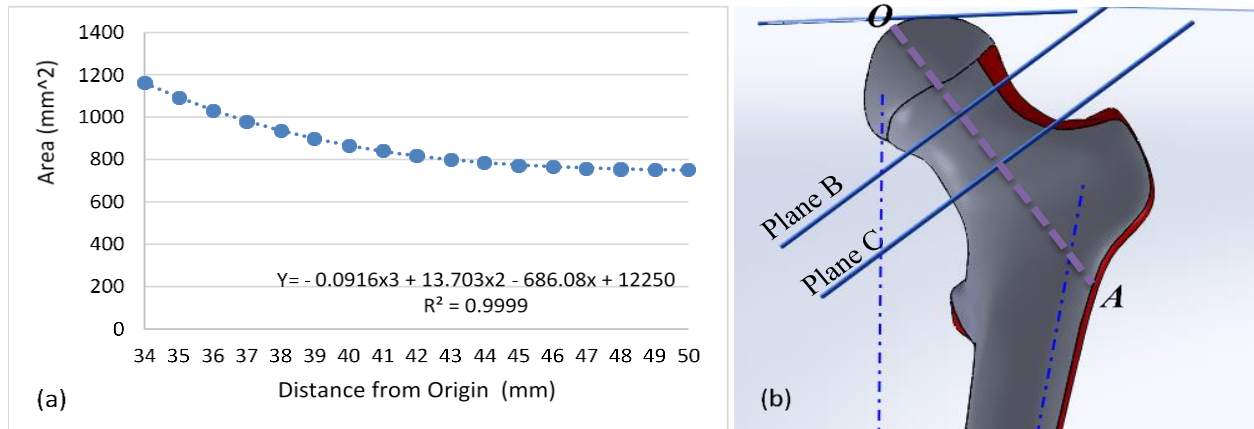 1400
1200
1000
800
600
400
200
0
Area (mm^2)
Y= - 0.0916x3 + 13.703x2 - 686.08x + 12250
R² = 0.9999
34 35 36 37 38 39 40 41 42 43 44 45 46 47 48 49 50
Distance from Origin (mm)
(a)
O
Plane B
Plane C
A
(b)